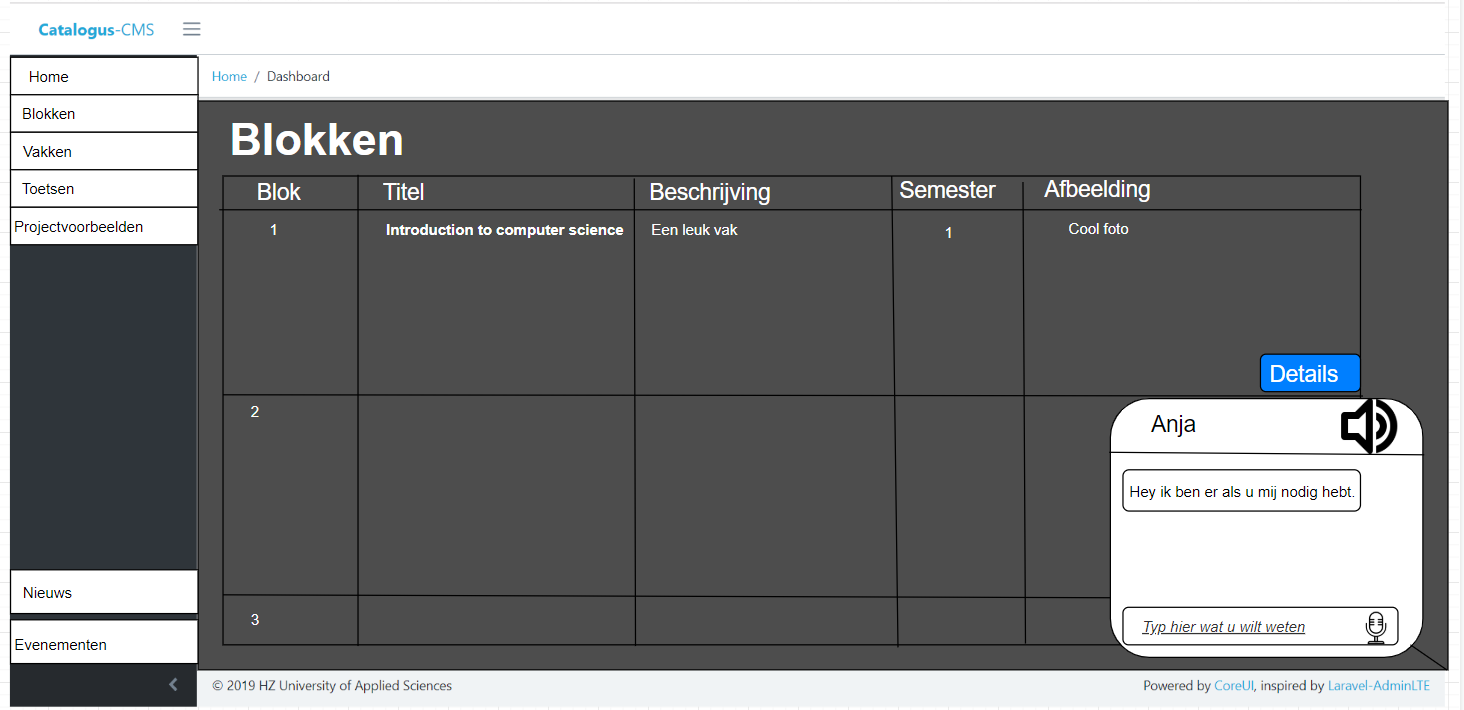 Catalogus-CMS
Home
Blokken
Vakken
Toetsen
Projectvoorbeelden
Nieuws
Evenementen
Home / Dashboard
Blokken
Blok Titel Beschrijving Semester Afbeelding
1 Introduction to computer science Een leuk vak 1 Cool foto
Details
2
3
Anja
Hey ik ben er als u mij nodig hebt.
Typ hier wat u wilt weten
© 2019 HZ University of Applied Sciences
Powered by CoreUI, inspired by Laravel-AdminLTE